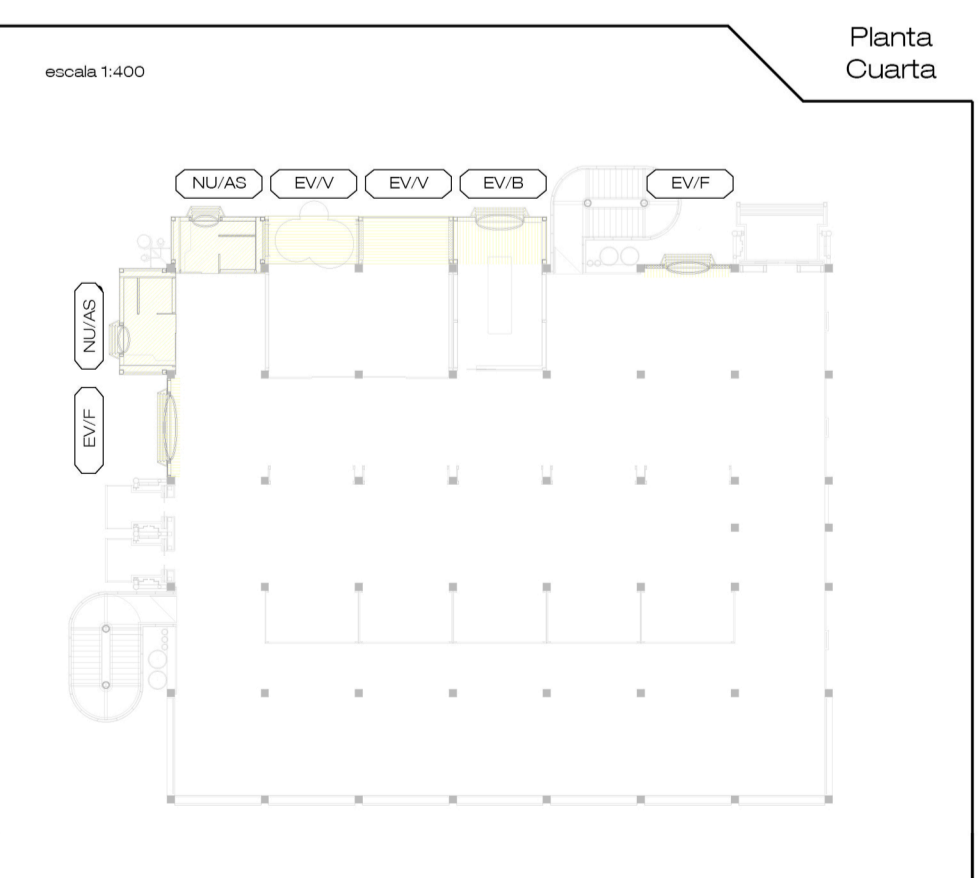 Planta
Cuarta
escala 1:400
NU/AS
EV/V
EV/V
EV/B
EV/F
NU/AS
EV/F